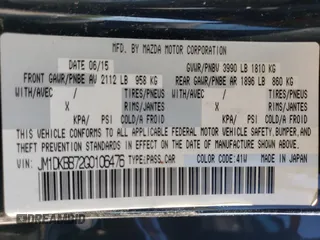 MFD. BY MAZDA MOTOR CORPORATION
DATE 06/15 GVWR/PNBV 3990 LB 1810 KG
FRONT GAWR/PNBE AV 2112 LB 958 KG REAR GAWR/PNBE AR 1896 LB 860 KG
WITH/AVEC / TIRES/PNEUS WITH/AVEC / TIRES/PNEUS
X RIMS/JANTES X RIMS/JANTES
KPA/ PSI COLD/A FROID KPA/ PSI COLD/A FROID
THIS VEHICLE CONFORMS TO ALL APPLICABLE FEDERAL MOTOR VEHICLE SAFETY, BUMPER, AND
THEFT PREVENTION STANDARDS IN EFFECT ON THE DATE OF MANUFACTURE SHOWN ABOVE.
VIN: JM1DKBB72G0106476 TYPE:PASS.CAR COLOR CODE: 41W MADE IN JAPAN
DREAMBID